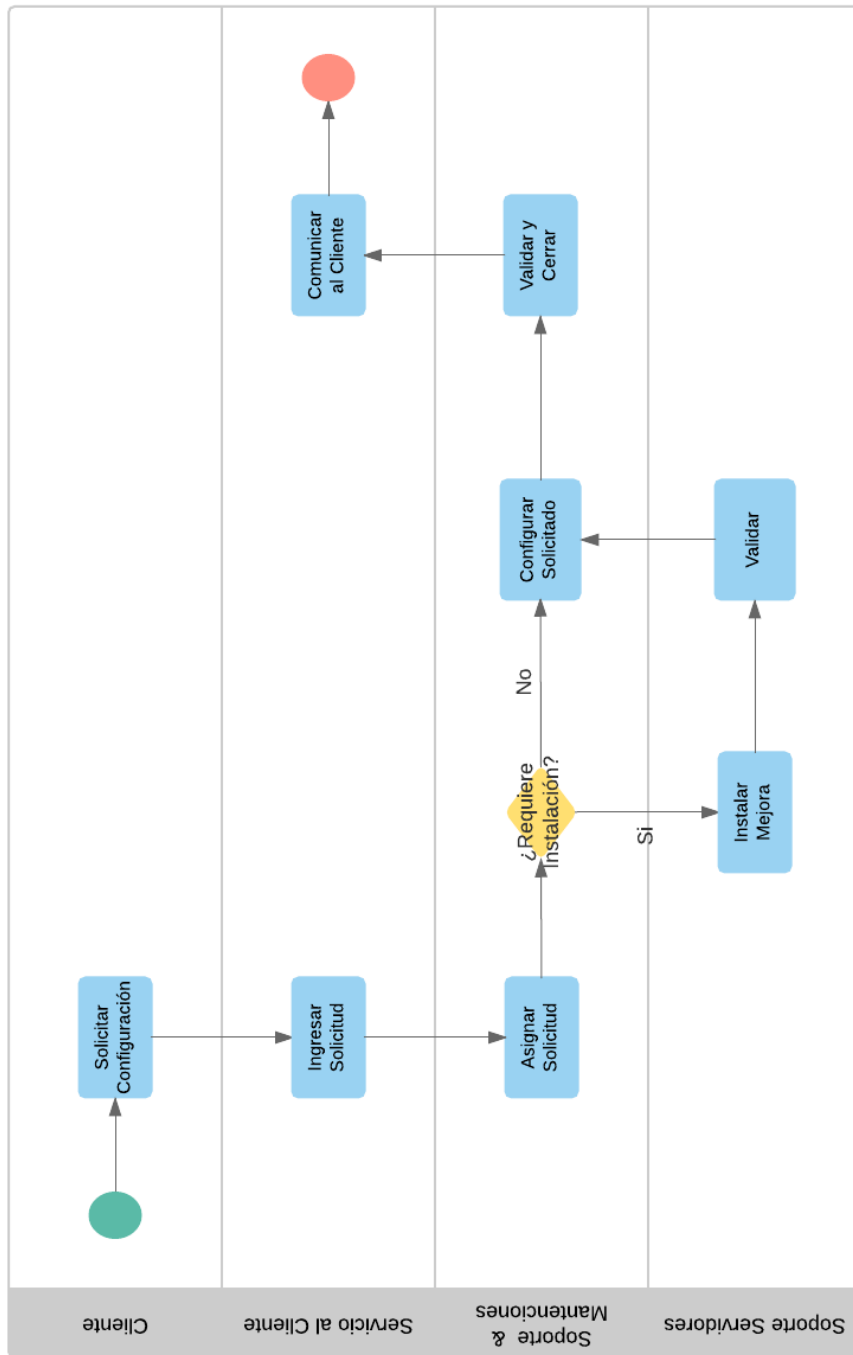 Cliente
Solicitar
Configuración
Servicio al Cliente
Ingresar
Solicitud
Comunicar
al Cliente
Soporte &
Mantenciones
Asignar
Solicitud
¿Requiere
Instalación?
No
Si
Configurar
Solicitado
Validar y
Cerrar
Soporte Servidores
Instalar
Mejora
Validar